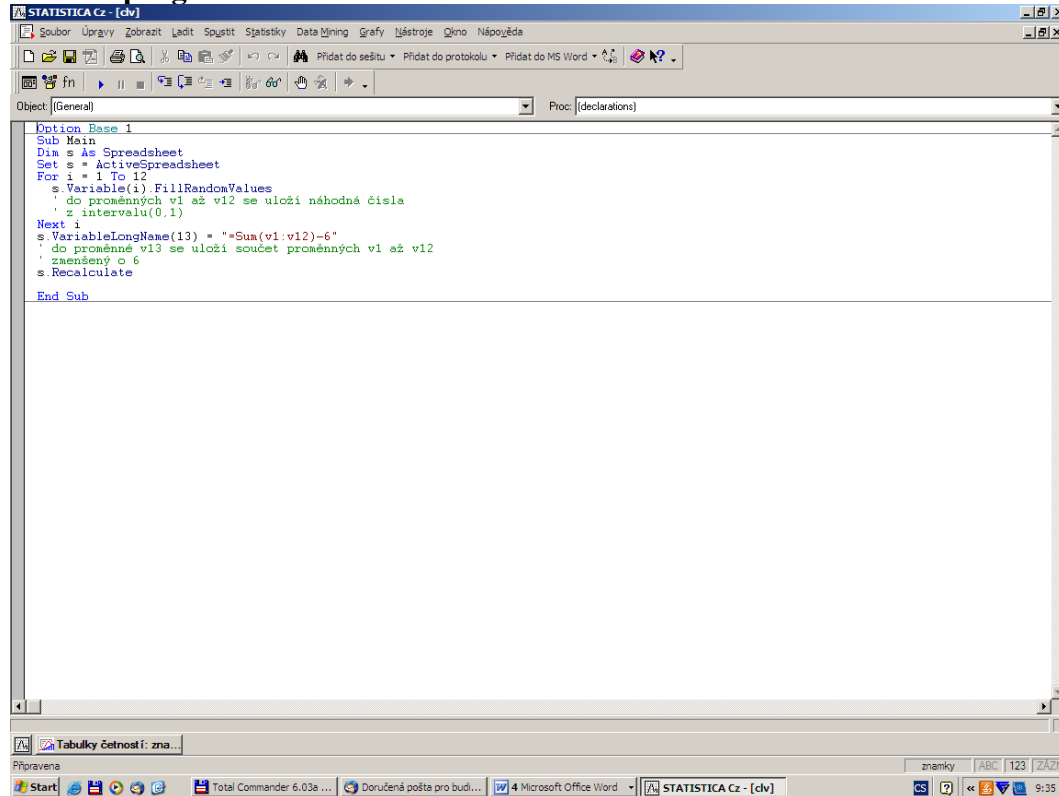 STATISTICA Cz - [clv]
Soubor Úpravy Zobrazit Ladit Spustit Statistiky Data Mining Grafy Nástroje Okno Nápověda
Přidat do sešitu Přidat do protokolu Přidat do MS Word
fn
Object: (General) Proc: (declarations)
Option Base 1
Sub Main
Dim s As Spreadsheet
Set s = ActiveSpreadsheet
For i = 1 To 12
s.Variable(i).FillRandomValues
' do proměnných v1 až v12 se uloží náhodná čísla
' z intervalu(0,1)
Next i
s.VariableLongName(13) = "=Sum(v1:v12)-6"
' do proměnné v13 se uloží součet proměnných v1 až v12
' zmenšený o 6
s.Recalculate
End Sub
Tabulky četností: zna...
Připravena znamky ABC 123 ZÁZN
Start Total Commander 6.03a ... Doručená pošta pro budi... 4 Microsoft Office Word STATISTICA Cz - [clv] CS 9:35